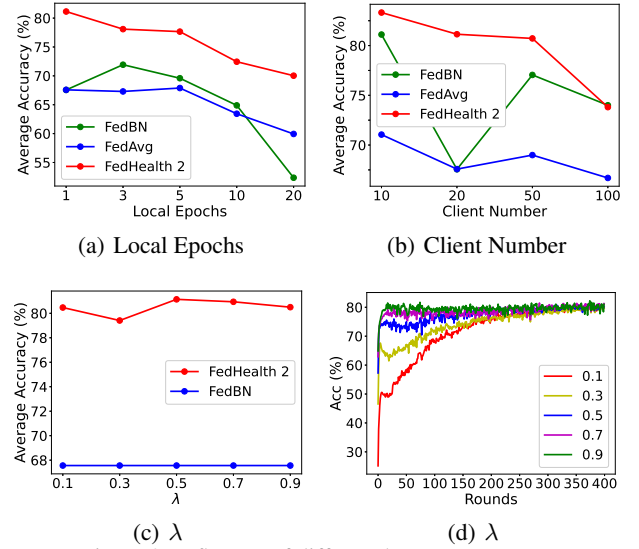 80
75
70
65
60
55
Average Accuracy (%)
FedBN
FedAvg
FedHealth 2
1 3 5 10 20
Local Epochs
(a) Local Epochs
80
75
70
Average Accuracy (%)
FedBN
FedAvg
FedHealth 2
10 20 50 100
Client Number
(b) Client Number
80
78
76
74
72
70
68
Average Accuracy (%)
FedHealth 2
FedBN
0.1 0.3 0.5 0.7 0.9
λ
(c) λ
80
70
60
50
40
30
Acc (%)
0.1
0.3
0.5
0.7
0.9
0 50 100 150 200 250 300 350 400
Rounds
(d) λ